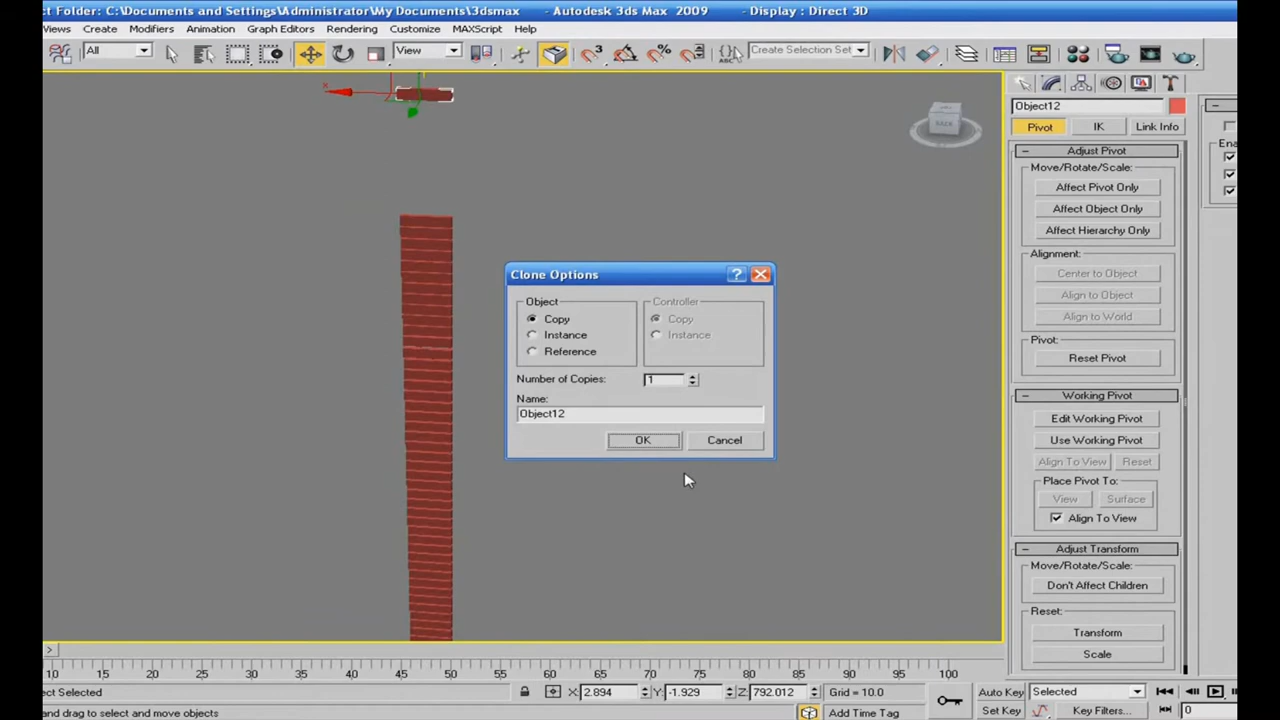 ct Folder: C:\Documents and Settings\Administrator\My Documents\3dsmax - Autodesk 3ds Max 2009 - Display : Direct 3D
Views Create Modifiers Animation Graph Editors Rendering Customize MAXScript Help
All View 3 % ABC Create Selection Set
x
BACK
Object12
Pivot IK Link Info
Adjust Pivot
Move/Rotate/Scale:
Ena
Affect Pivot Only
Affect Object Only
Affect Hierarchy Only
Alignment:
Center to Object
Align to Object
Align to World
Pivot:
Reset Pivot
Working Pivot
Edit Working Pivot
Use Working Pivot
Align To View Reset
Place Pivot To:
View Surface
Align To View
Adjust Transform
Move/Rotate/Scale:
Don't Affect Children
Reset:
Transform
Scale
Clone Options
Object Controller
Copy Copy
Instance Instance
Reference
Number of Copies: 1
Name:
Object12
OK Cancel
>
10 15 20 25 30 35 40 45 50 55 60 65 70 75 80 85 90 95 100
ect Selected X: 2.894 Y: -1.929 Z: 792.012 Grid = 10.0 Auto Key Selected
and drag to select and move objects Add Time Tag Set Key Key Filters... 0